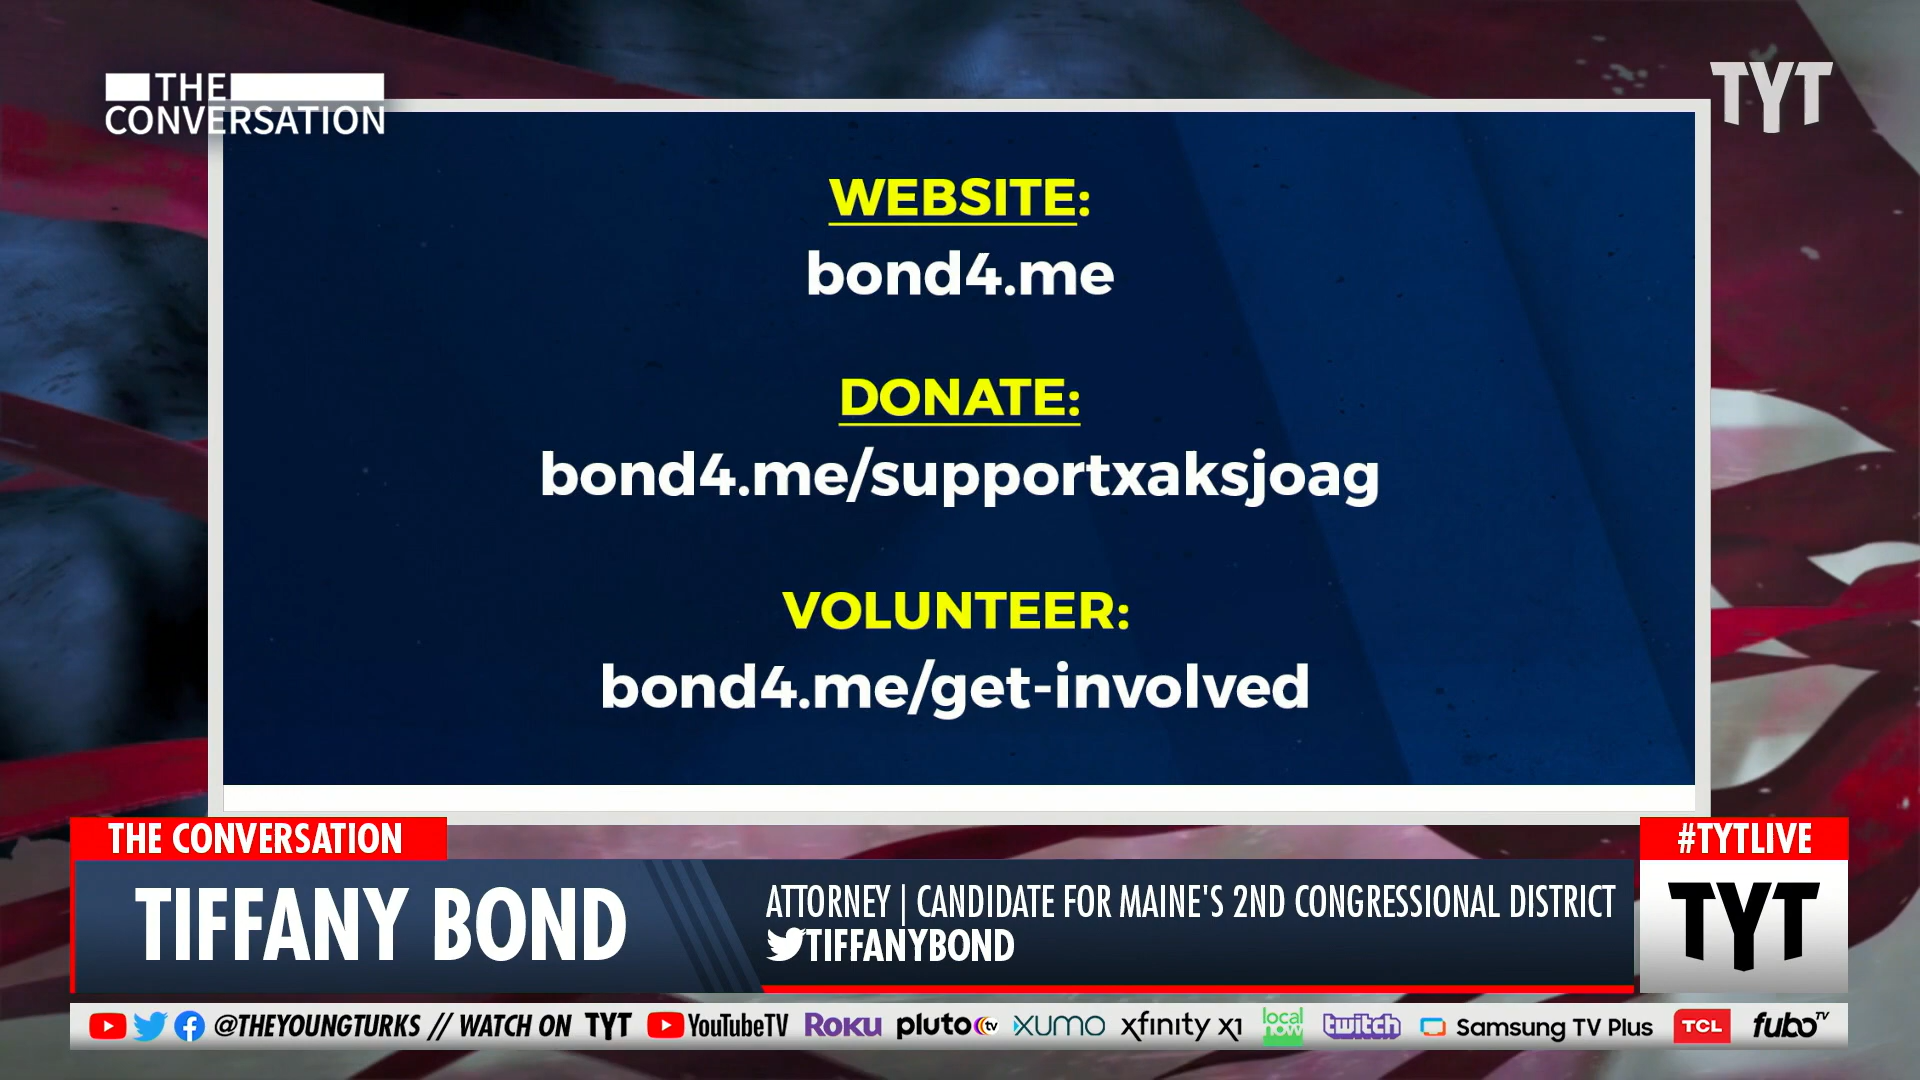 THE
CONVERSATION
TYT
WEBSITE:
bond4.me
DONATE:
bond4.me/supportxaksjoag
VOLUNTEER:
bond4.me/get-involved
THE CONVERSATION
#TYTLIVE
TIFFANY BOND
ATTORNEY | CANDIDATE FOR MAINE'S 2ND CONGRESSIONAL DISTRICT
TIFFANYBOND
TYT
@THEYOUNGTURKS // WATCH ON TYT YouTubeTV ROKU pluto tv xumo xfinity x1 local now twitch SAMSUNG TV Plus TCL fubo TV